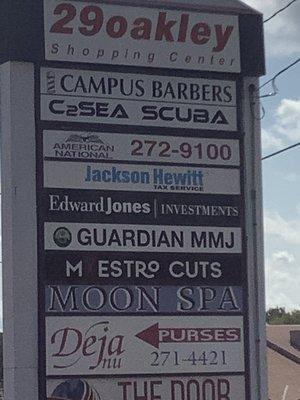 29oakley
Shopping Center
CAMPUS BARBERS
C2SEA SCUBA
AMERICAN NATIONAL 272-9100
Jackson Hewitt
TAX SERVICE
Edward Jones | INVESTMENTS
GUARDIAN MMJ
MAESTRO CUTS
MOON SPA
Deja nu
PURSES
271-4421
THE DOOR